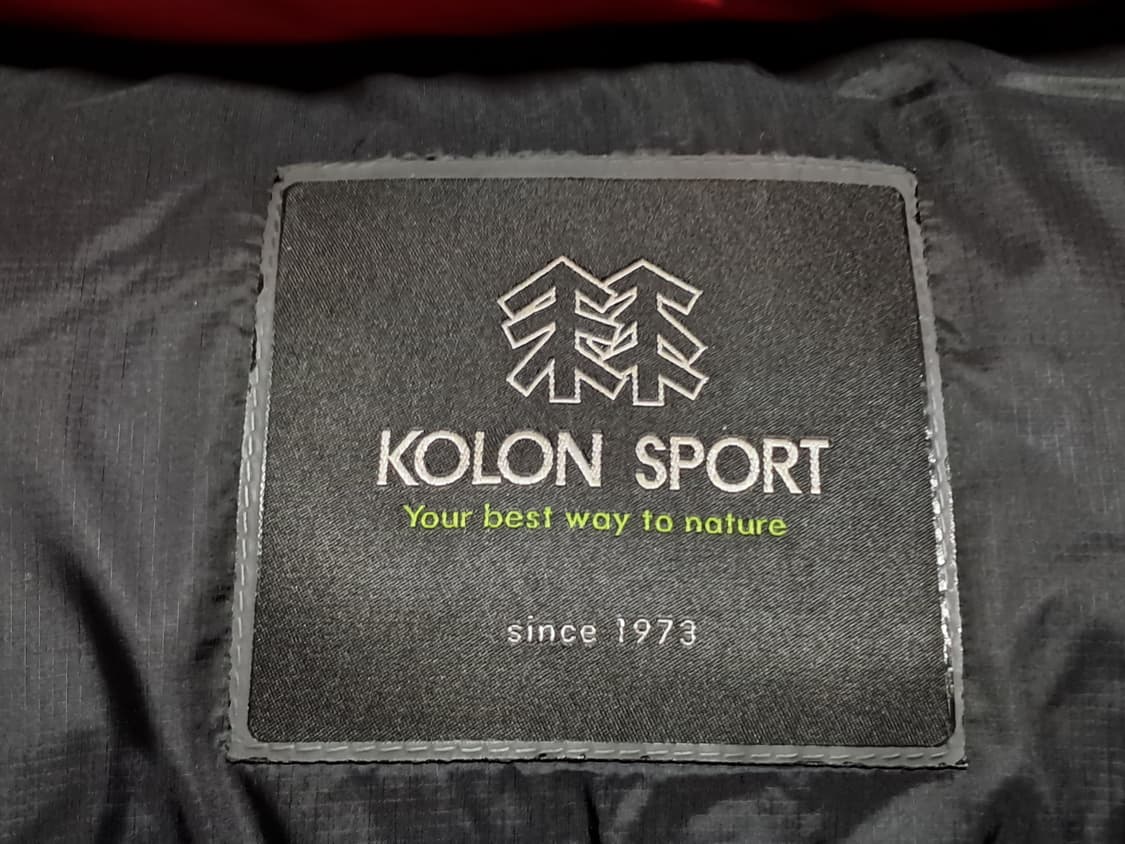 KOLON SPORT
Your best way to nature
since 1973